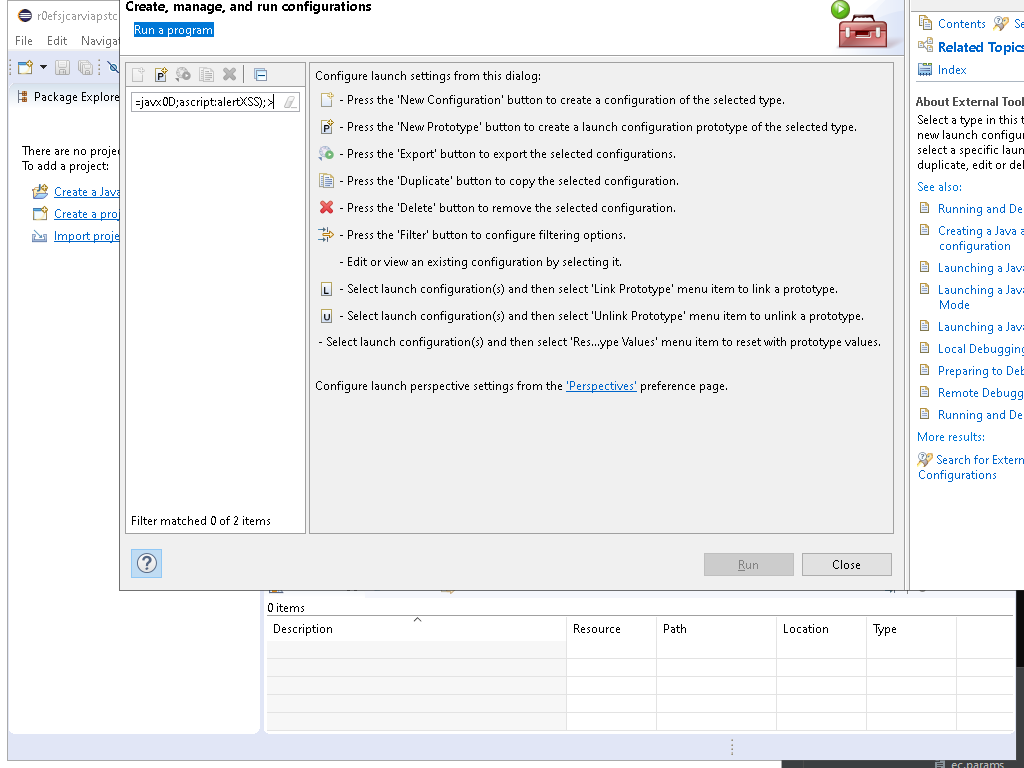 Create, manage, and run configurations
Run a program
r0efsjcarviapstc
File Edit Navigat
Package Explore
There are no projec
To add a project:
Create a Java
Create a proj
Import proje
=javx0D;ascript:alertXSS);>
Filter matched 0 of 2 items
Configure launch settings from this dialog:
- Press the 'New Configuration' button to create a configuration of the selected type.
- Press the 'New Prototype' button to create a launch configuration prototype of the selected type.
- Press the 'Export' button to export the selected configurations.
- Press the 'Duplicate' button to copy the selected configuration.
- Press the 'Delete' button to remove the selected configuration.
- Press the 'Filter' button to configure filtering options.
- Edit or view an existing configuration by selecting it.
L - Select launch configuration(s) and then select 'Link Prototype' menu item to link a prototype.
U - Select launch configuration(s) and then select 'Unlink Prototype' menu item to unlink a prototype.
- Select launch configuration(s) and then select 'Res...ype Values' menu item to reset with prototype values.
Configure launch perspective settings from the 'Perspectives' preference page.
Run
Close
Contents Se
Related Topics
Index
About External Tool
Select a type in this t
new launch configur
select a specific laun
duplicate, edit or del
See also:
Running and De
Creating a Java a
configuration
Launching a Java
Launching a Java
Mode
Launching a Java
Local Debugging
Preparing to Deb
Remote Debugg
Running and De
More results:
Search for Extern
Configurations
0 items
Description Resource Path Location Type
ec.params